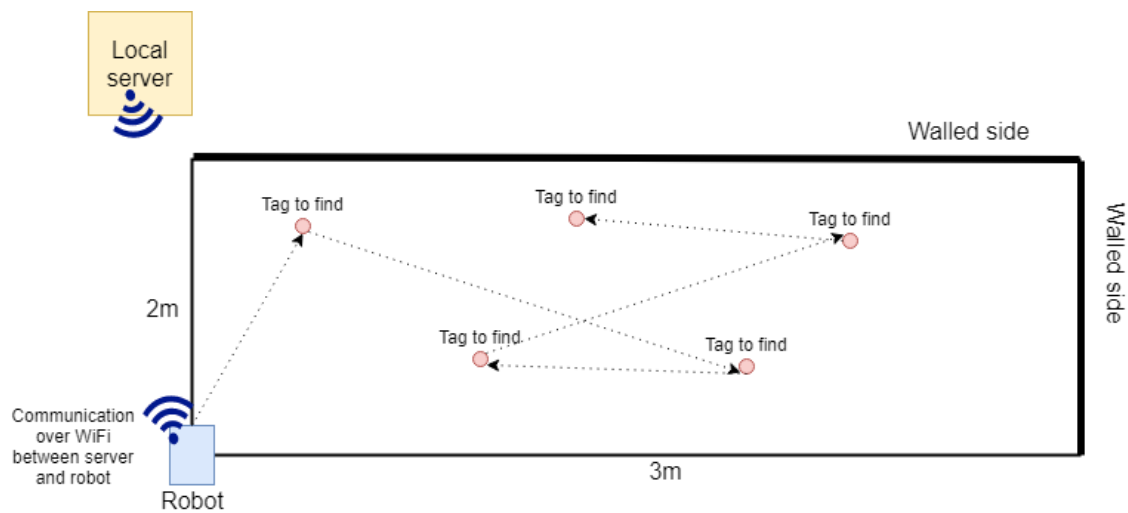 Local
server
Walled side
Tag to find
Tag to find
Tag to find
Walled side
2m
Tag to find
Tag to find
Communication
over WiFi
between server
and robot
3m
Robot